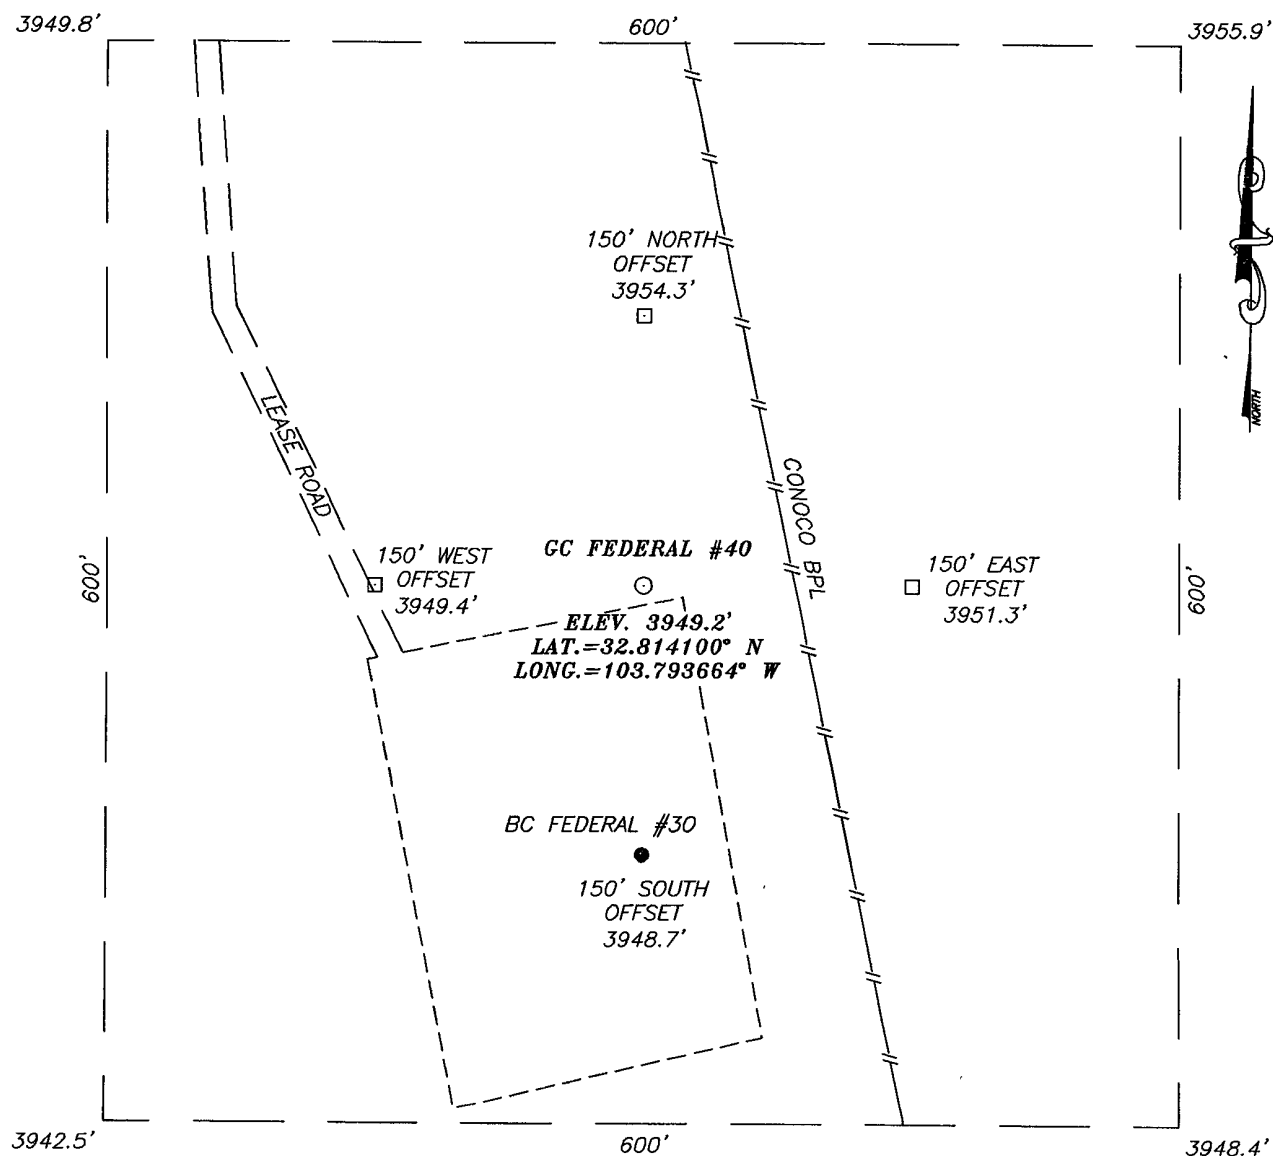 3949.8'
600'
3955.9'
150' NORTH
OFFSET
3954.3'
NORTH
LEASE ROAD
CONOCO BPL
600'
150' WEST
OFFSET
3949.4'
GC FEDERAL #40
ELEV. 3949.2'
LAT.=32.814100° N
LONG.=103.793664° W
150' EAST
OFFSET
3951.3'
600'
BC FEDERAL #30
150' SOUTH
OFFSET
3948.7'
3942.5'
600'
3948.4'